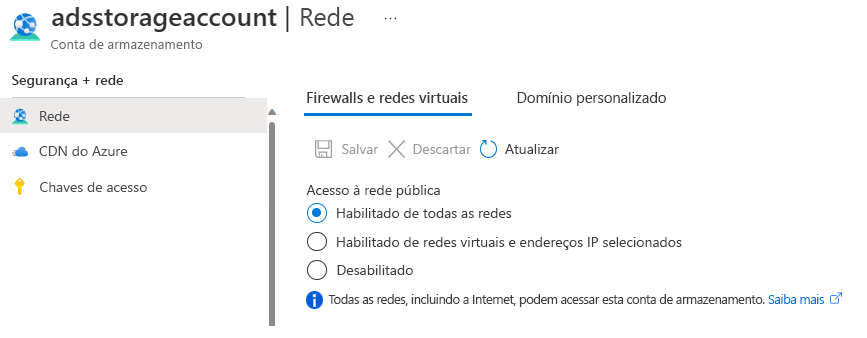 adsstorageaccount | Rede ...
Conta de armazenamento
Segurança + rede
Rede
CDN do Azure
Chaves de acesso
Firewalls e redes virtuais Domínio personalizado
Salvar Descartar Atualizar
Acesso à rede pública
Habilitado de todas as redes
Habilitado de redes virtuais e endereços IP selecionados
Desabilitado
Todas as redes, incluindo a Internet, podem acessar esta conta de armazenamento. Saiba mais